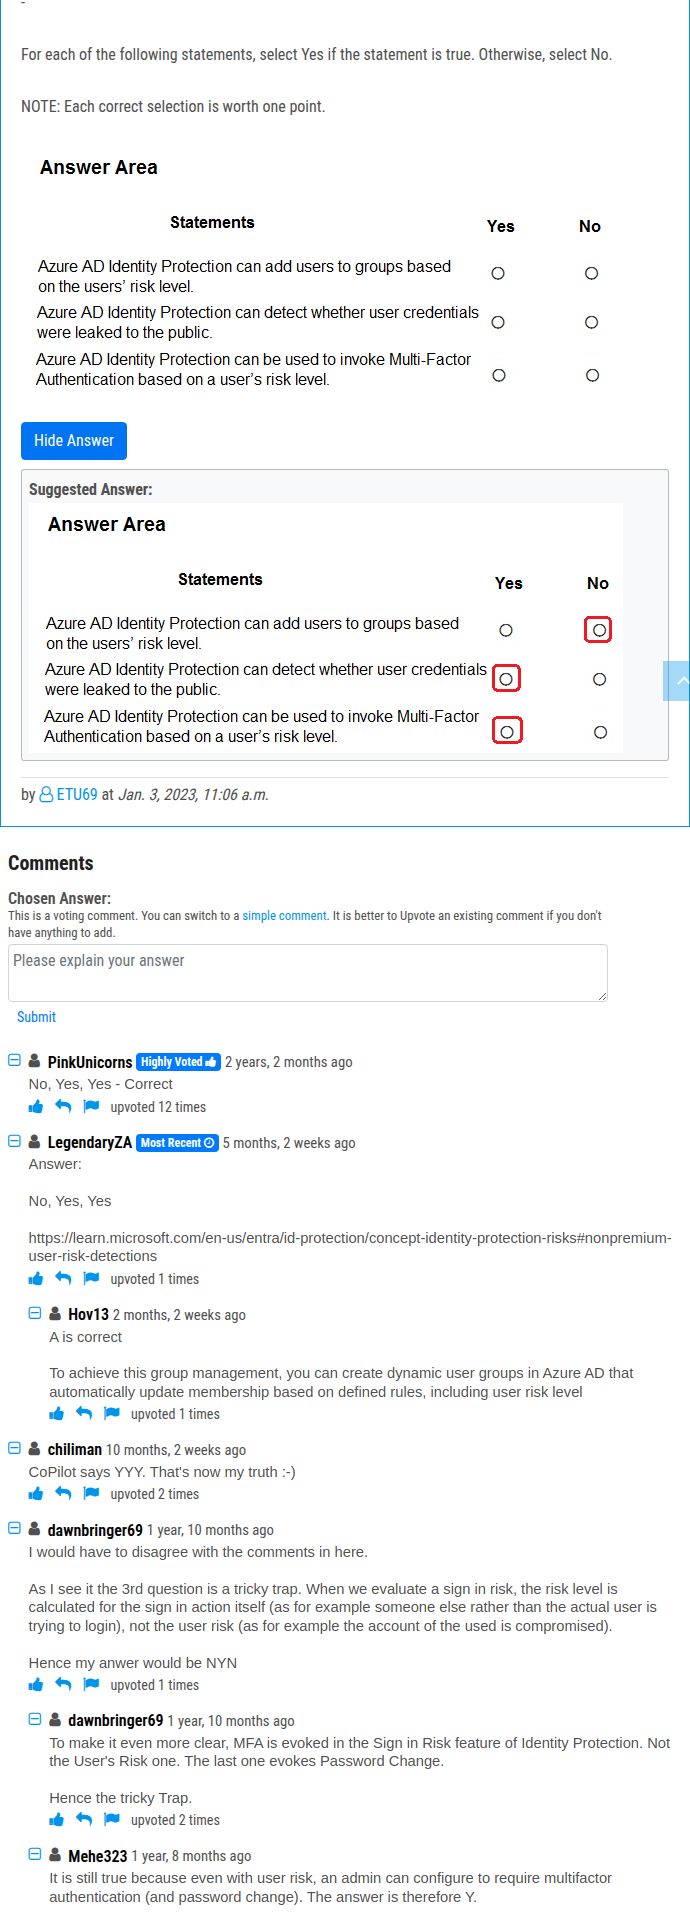 -
For each of the following statements, select Yes if the statement is true. Otherwise, select No.
NOTE: Each correct selection is worth one point.
Answer Area
Statements Yes No
Azure AD Identity Protection can add users to groups based
on the users' risk level.
Azure AD Identity Protection can detect whether user credentials
were leaked to the public.
Azure AD Identity Protection can be used to invoke Multi-Factor
Authentication based on a user's risk level.
Hide Answer
Suggested Answer:
Answer Area
Statements Yes No
Azure AD Identity Protection can add users to groups based
on the users' risk level.
Azure AD Identity Protection can detect whether user credentials
were leaked to the public.
Azure AD Identity Protection can be used to invoke Multi-Factor
Authentication based on a user's risk level.
by ETU69 at Jan. 3, 2023, 11:06 a.m.
Comments
Chosen Answer:
This is a voting comment. You can switch to a simple comment. It is better to Upvote an existing comment if you don't
have anything to add.
Please explain your answer
Submit
PinkUnicorns Highly Voted 2 years, 2 months ago
No, Yes, Yes - Correct
upvoted 12 times
LegendaryZA Most Recent 5 months, 2 weeks ago
Answer:
No, Yes, Yes
https://learn.microsoft.com/en-us/entra/id-protection/concept-identity-protection-risks#nonpremium-
user-risk-detections
upvoted 1 times
Hov13 2 months, 2 weeks ago
A is correct
To achieve this group management, you can create dynamic user groups in Azure AD that
automatically update membership based on defined rules, including user risk level
upvoted 1 times
chiliman 10 months, 2 weeks ago
CoPilot says YYY. That's now my truth :-)
upvoted 2 times
dawnbringer69 1 year, 10 months ago
I would have to disagree with the comments in here.
As I see it the 3rd question is a tricky trap. When we evaluate a sign in risk, the risk level is
calculated for the sign in action itself (as for example someone else rather than the actual user is
trying to login), not the user risk (as for example the account of the used is compromised).
Hence my anwer would be NYN
upvoted 1 times
dawnbringer69 1 year, 10 months ago
To make it even more clear, MFA is evoked in the Sign in Risk feature of Identity Protection. Not
the User's Risk one. The last one evokes Password Change.
Hence the tricky Trap.
upvoted 2 times
Mehe323 1 year, 8 months ago
It is still true because even with user risk, an admin can configure to require multifactor
authentication (and password change). The answer is therefore Y.